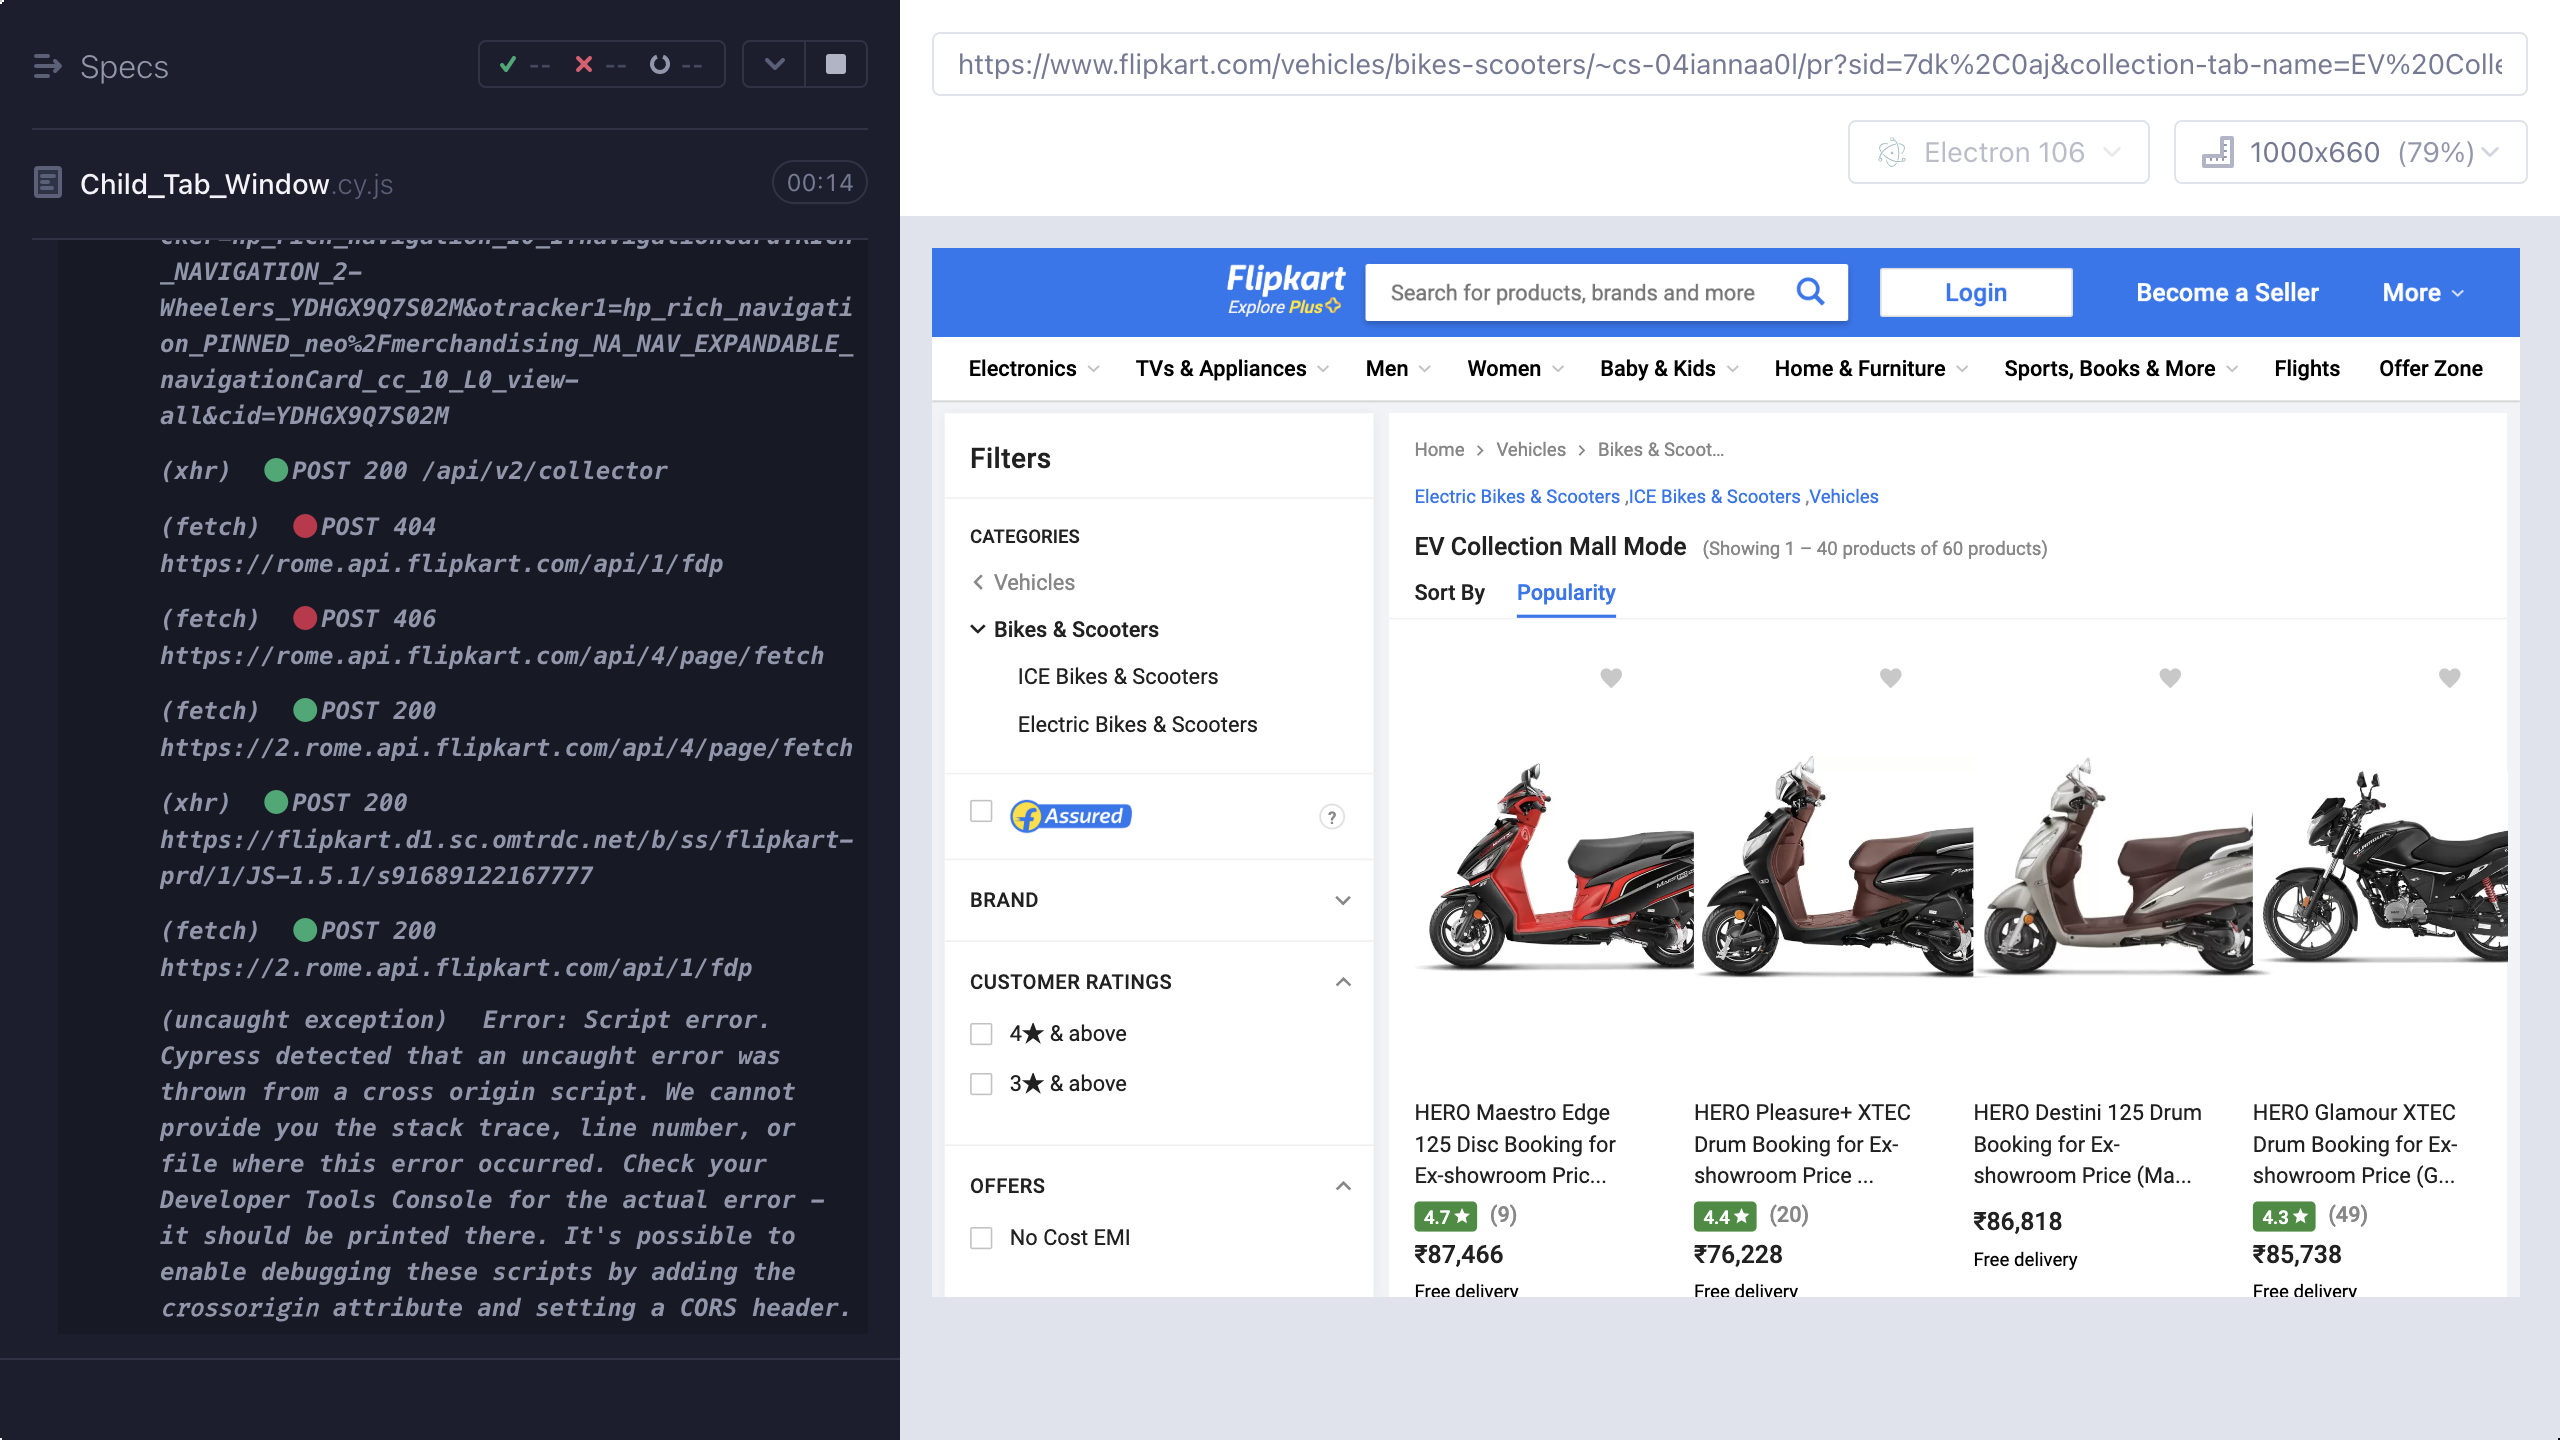 Specs
-- -- --
Child_Tab_Window.cy.js
00:14
_NAVIGATION_2-
Wheelers_YDHGX9Q7S02M&otracker1=hp_rich_navigati
on_PINNED_neo%2Fmerchandising_NA_NAV_EXPANDABLE_
navigationCard_cc_10_L0_view-
all&cid=YDHGX9Q7S02M
(xhr) POST 200 /api/v2/collector
(fetch) POST 404
https://rome.api.flipkart.com/api/1/fdp
(fetch) POST 406
https://rome.api.flipkart.com/api/4/page/fetch
(fetch) POST 200
https://2.rome.api.flipkart.com/api/4/page/fetch
(xhr) POST 200
https://flipkart.d1.sc.omtrdc.net/b/ss/flipkart-
prd/1/JS-1.5.1/s91689122167777
(fetch) POST 200
https://2.rome.api.flipkart.com/api/1/fdp
(uncaught exception) Error: Script error.
Cypress detected that an uncaught error was
thrown from a cross origin script. We cannot
provide you the stack trace, line number, or
file where this error occurred. Check your
Developer Tools Console for the actual error -
it should be printed there. It's possible to
enable debugging these scripts by adding the
crossorigin attribute and setting a CORS header.
https://www.flipkart.com/vehicles/bikes-scooters/~cs-04iannaa0l/pr?sid=7dk%2C0aj&collection-tab-name=EV%20Colle
Electron 106
1000x660 (79%)
Flipkart
Explore Plus
Search for products, brands and more
Login
Become a Seller
More
Electronics
TVs & Appliances
Men
Women
Baby & Kids
Home & Furniture
Sports, Books & More
Flights
Offer Zone
Filters
CATEGORIES
Vehicles
Bikes & Scooters
ICE Bikes & Scooters
Electric Bikes & Scooters
Assured
?
BRAND
CUSTOMER RATINGS
4★ & above
3★ & above
OFFERS
No Cost EMI
Home > Vehicles > Bikes & Scoot...
Electric Bikes & Scooters ,ICE Bikes & Scooters ,Vehicles
EV Collection Mall Mode (Showing 1 – 40 products of 60 products)
Sort By
Popularity
HERO Maestro Edge
125 Disc Booking for
Ex-showroom Pric...
4.7★ (9)
₹87,466
Free delivery
HERO Pleasure+ XTEC
Drum Booking for Ex-
showroom Price ...
4.4★ (20)
₹76,228
Free delivery
HERO Destini 125 Drum
Booking for Ex-
showroom Price (Ma...
₹86,818
Free delivery
HERO Glamour XTEC
Drum Booking for Ex-
showroom Price (G...
4.3★ (49)
₹85,738
Free delivery